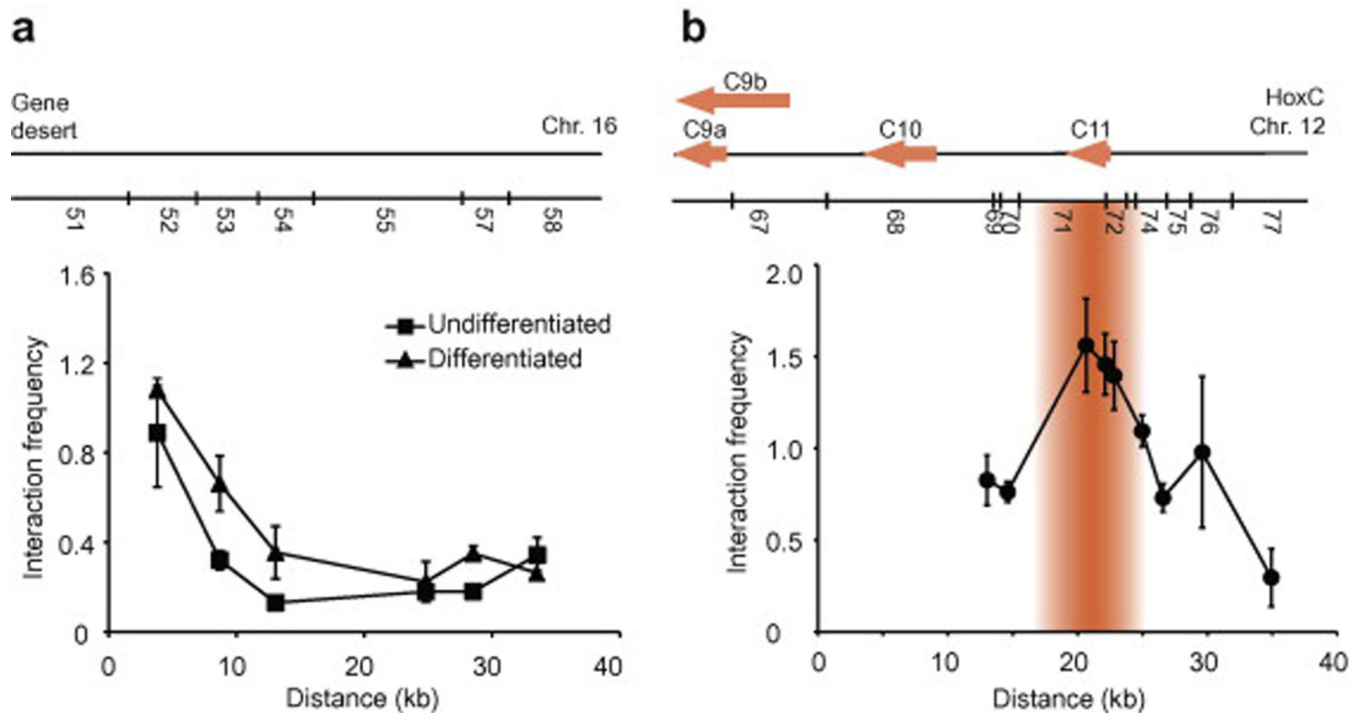 a
Gene
desert
Chr. 16
51 52 53 54 55 57 58
1.6
1.2
0.8
0.4
0
Interaction frequency
Undifferentiated
Differentiated
0 10 20 30 40
Distance (kb)
b
C9b
HoxC
C9a C10 C11 Chr. 12
67 68 69 70 71 72 74 75 76 77
2.0
1.5
1.0
0.5
0
Interaction frequency
0 10 20 30 40
Distance (kb)